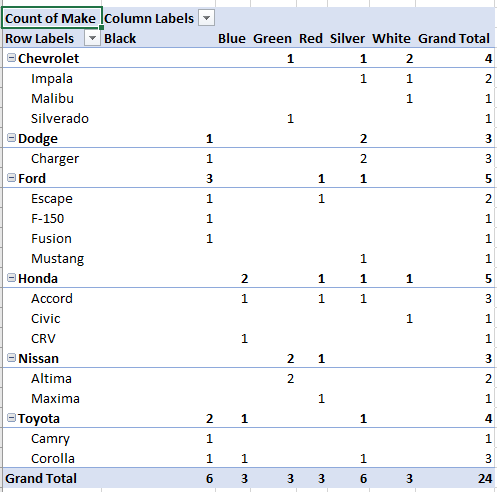 Count of Make Column Labels
Row Labels Black Blue Green Red Silver White Grand Total
Chevrolet 1 1 2 4
Impala 1 1 2
Malibu 1 1
Silverado 1 1
Dodge 1 2 3
Charger 1 2 3
Ford 3 1 1 5
Escape 1 1 2
F-150 1 1
Fusion 1 1
Mustang 1 1
Honda 2 1 1 1 5
Accord 1 1 1 3
Civic 1 1
CRV 1 1
Nissan 2 1 3
Altima 2 2
Maxima 1 1
Toyota 2 1 1 4
Camry 1 1
Corolla 1 1 1 3
Grand Total 6 3 3 3 6 3 24